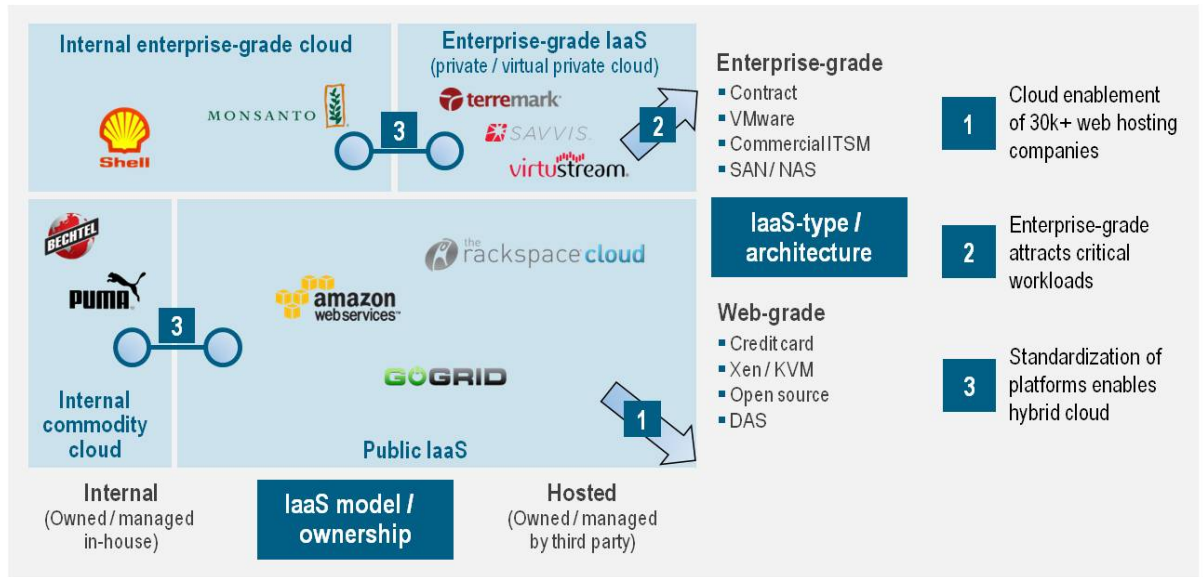 Internal enterprise-grade cloud
Shell
MONSANTO
3
Enterprise-grade IaaS
(private / virtual private cloud)
terremark
SAVVIS.
virtustream.
2
BECHTEL
PUMA
3
Internal
commodity
cloud
the
rackspace cloud
amazon
webservices™
GOGRID
1
Public IaaS
Internal
(Owned / managed
in-house)
IaaS model /
ownership
Hosted
(Owned / managed
by third party)
Enterprise-grade
▪ Contract
▪ VMware
▪ Commercial ITSM
▪ SAN / NAS
IaaS-type /
architecture
Web-grade
▪ Credit card
▪ Xen / KVM
▪ Open source
▪ DAS
1
Cloud enablement
of 30k+ web hosting
companies
2
Enterprise-grade
attracts critical
workloads
3
Standardization of
platforms enables
hybrid cloud